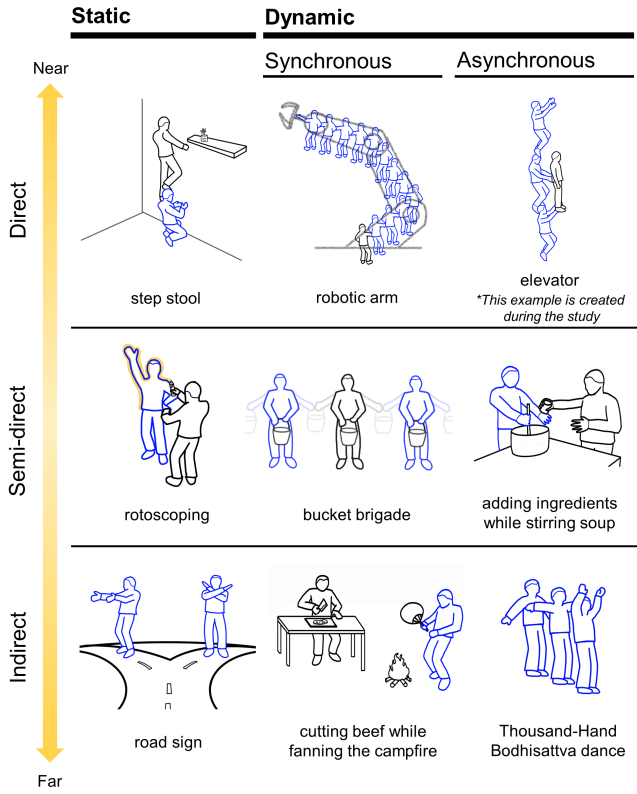 Static
Dynamic
Near
Synchronous
Asynchronous
Direct
step stool
robotic arm
elevator
*This example is created
during the study
Semi-direct
rotoscoping
bucket brigade
adding ingredients
while stirring soup
Indirect
road sign
cutting beef while
fanning the campfire
Thousand-Hand
Bodhisattva dance
Far